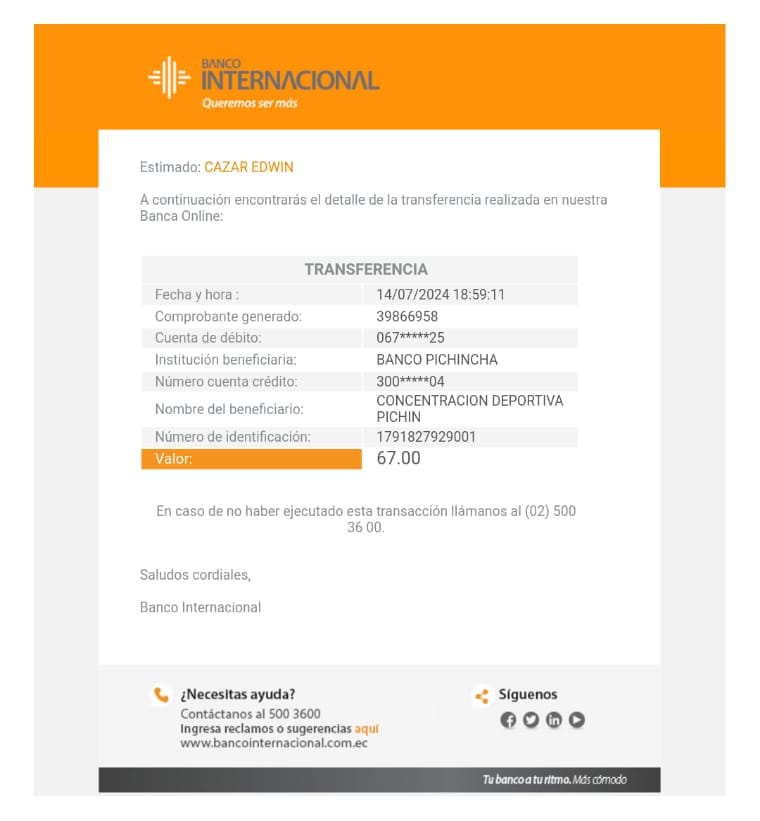 BANCO
INTERNACIONAL
Queremos ser más
Estimado: CAZAR EDWIN
A continuación encontrarás el detalle de la transferencia realizada en nuestra
Banca Online:
TRANSFERENCIA
Fecha y hora : 14/07/2024 18:59:11
Comprobante generado: 39866958
Cuenta de débito: 067*****25
Institución beneficiaria: BANCO PICHINCHA
Número cuenta crédito: 300*****04
Nombre del beneficiario: CONCENTRACION DEPORTIVA
PICHIN
Número de identificación: 1791827929001
Valor: 67.00
En caso de no haber ejecutado esta transacción llámanos al (02) 500
36 00.
Saludos cordiales,
Banco Internacional
¿Necesitas ayuda?
Contáctanos al 500 3600
Ingresa reclamos o sugerencias aquí
www.bancointernacional.com.ec
Síguenos
Tu banco a tu ritmo. Más cómodo